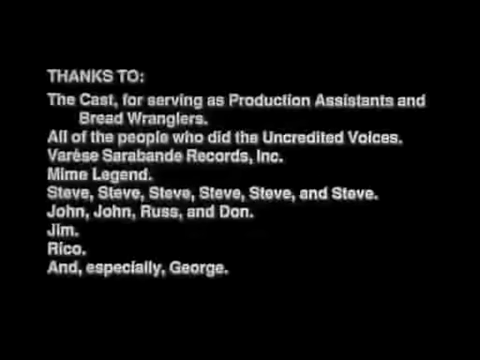 THANKS TO:
The Cast, for serving as Production Assistants and
Bread Wranglers.
All of the people who did the Uncredited Voices.
Varése Sarabande Records, Inc.
Mime Legend.
Steve, Steve, Steve, Steve, Steve, and Steve.
John, John, Russ, and Don.
Jim.
Rico.
And, especially, George.